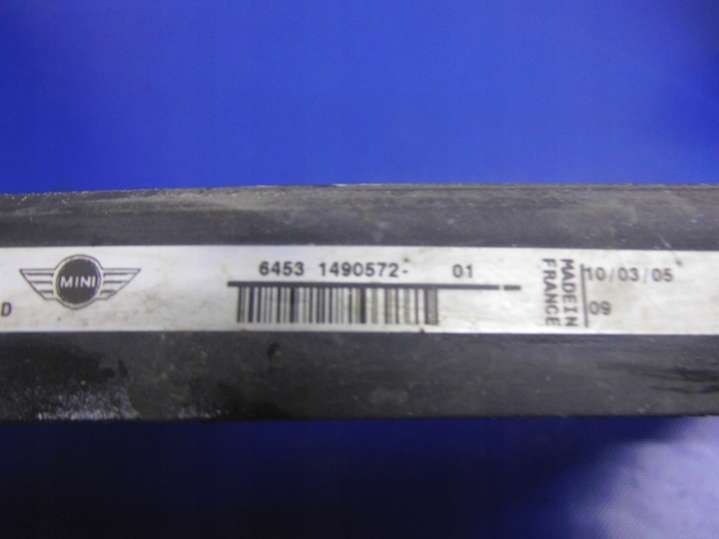 D
MINI
6453 1490572- 01
MADE IN
FRANCE
10/03/05
09